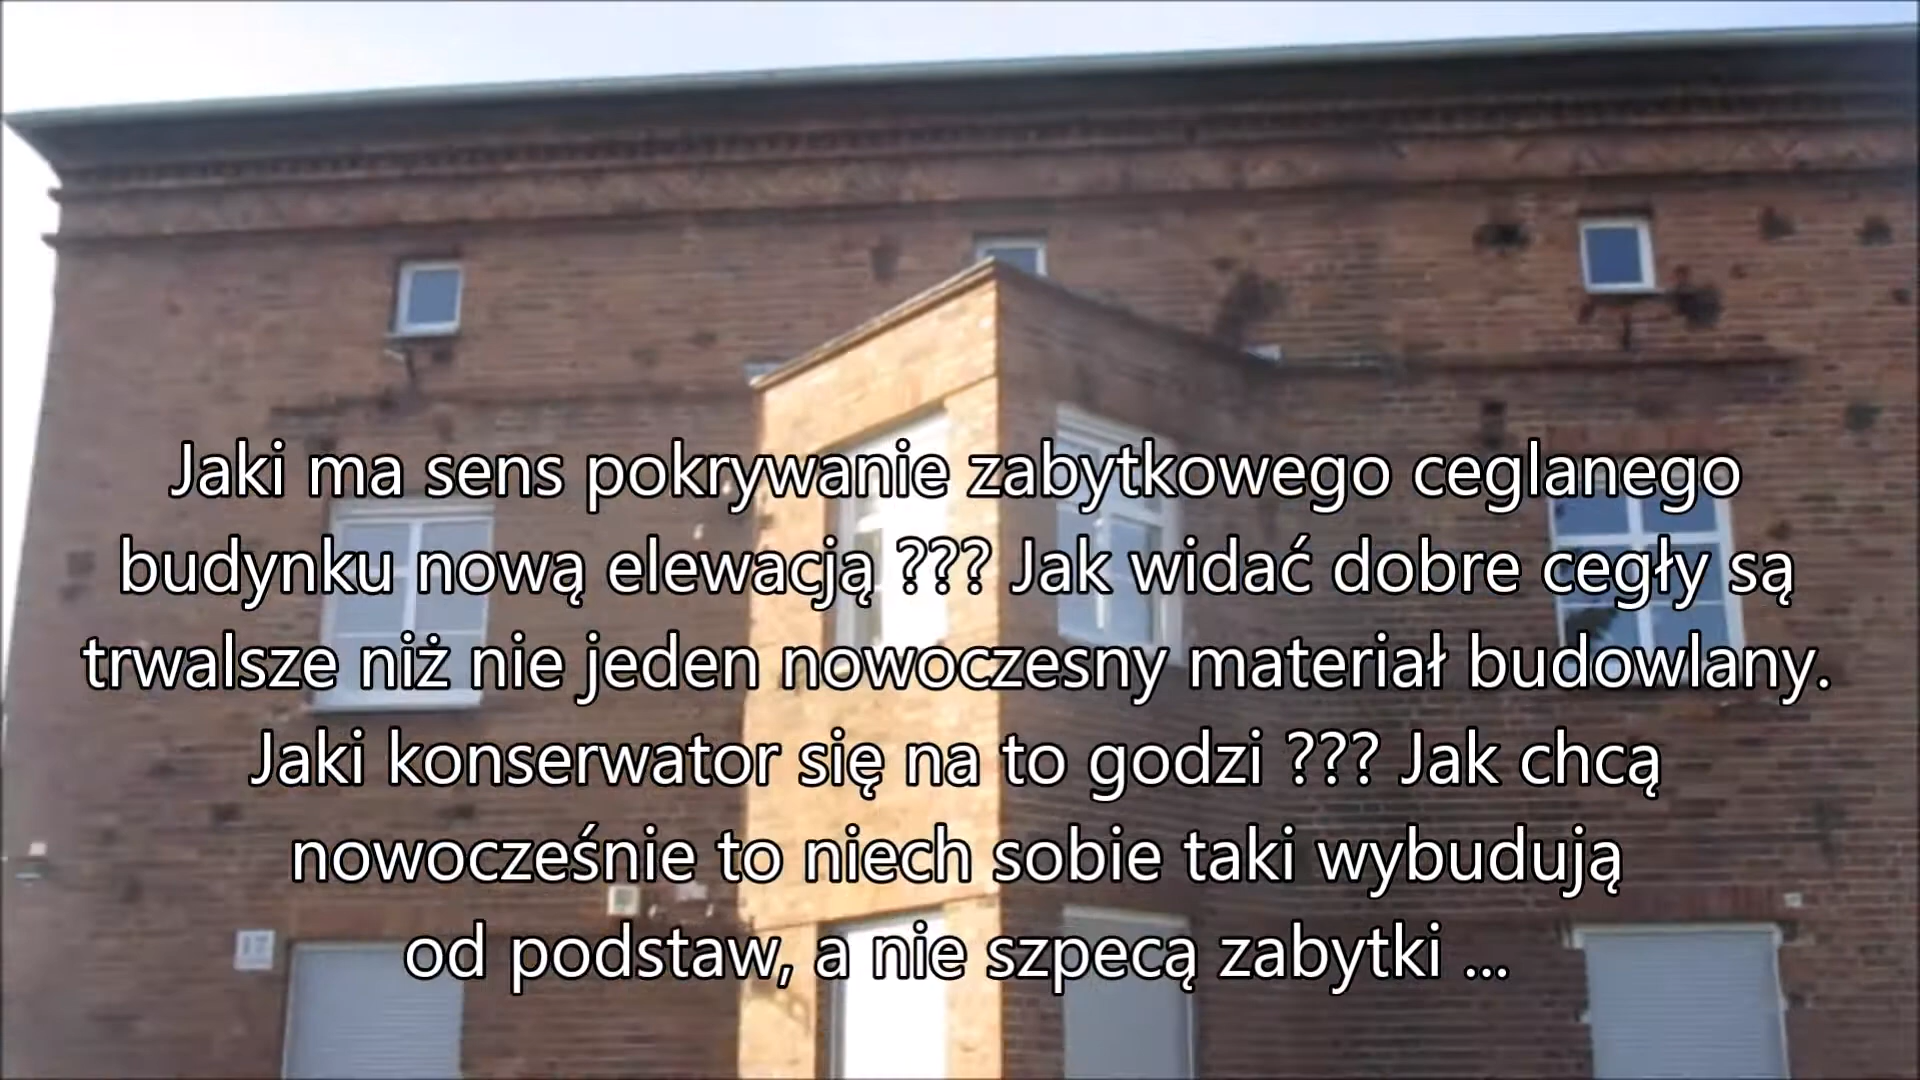 Jaki ma sens pokrywanie zabytkowego ceglanego
budynku nową elewacją ??? Jak widać dobre cegły są
trwalsze niż nie jeden nowoczesny materiał budowlany.
Jaki konserwator się na to godzi ??? Jak chcą
nowocześnie to niech sobie taki wybudują
od podstaw, a nie szpecą zabytki ...
17